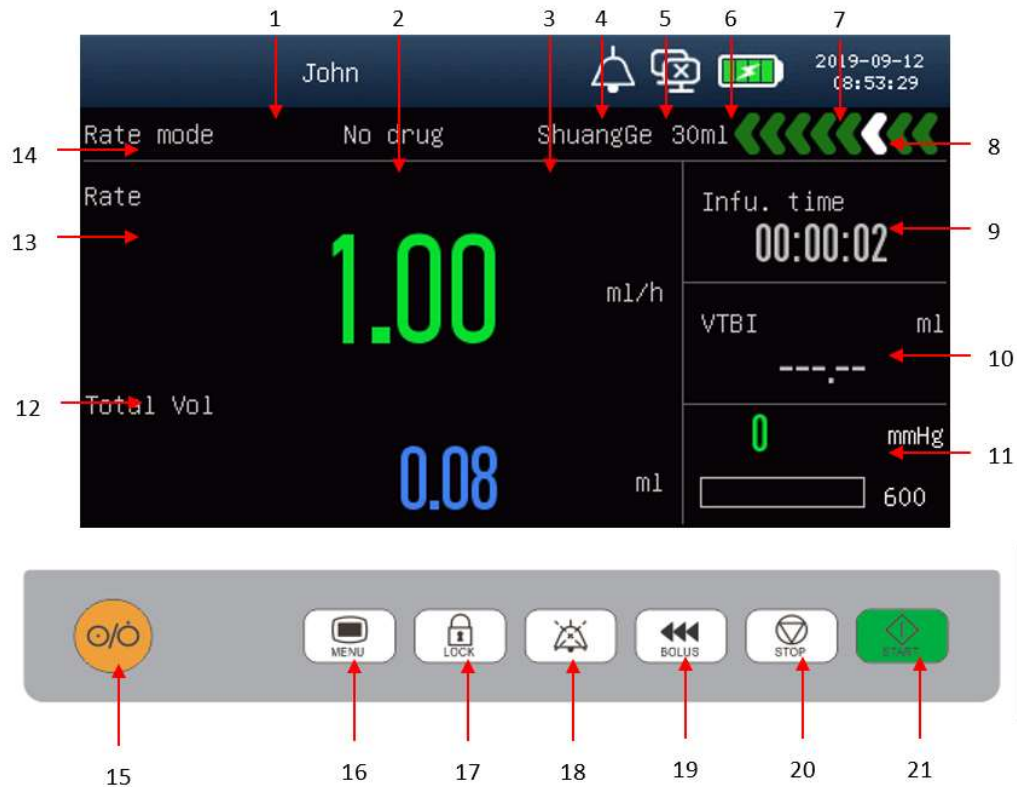 1 2 3 4 5 6 7
John 2019-09-12
08:53:29
Rate mode No drug ShuangGe 30ml
14 8
Rate
Infu. time
13 00:00:02 9
1.00 ml/h
VTBI ml
---.-- 10
12 Total Vol
0 mmHg
11
0.08 ml
600
MENU LOCK BOLUS STOP START
15 16 17 18 19 20 21